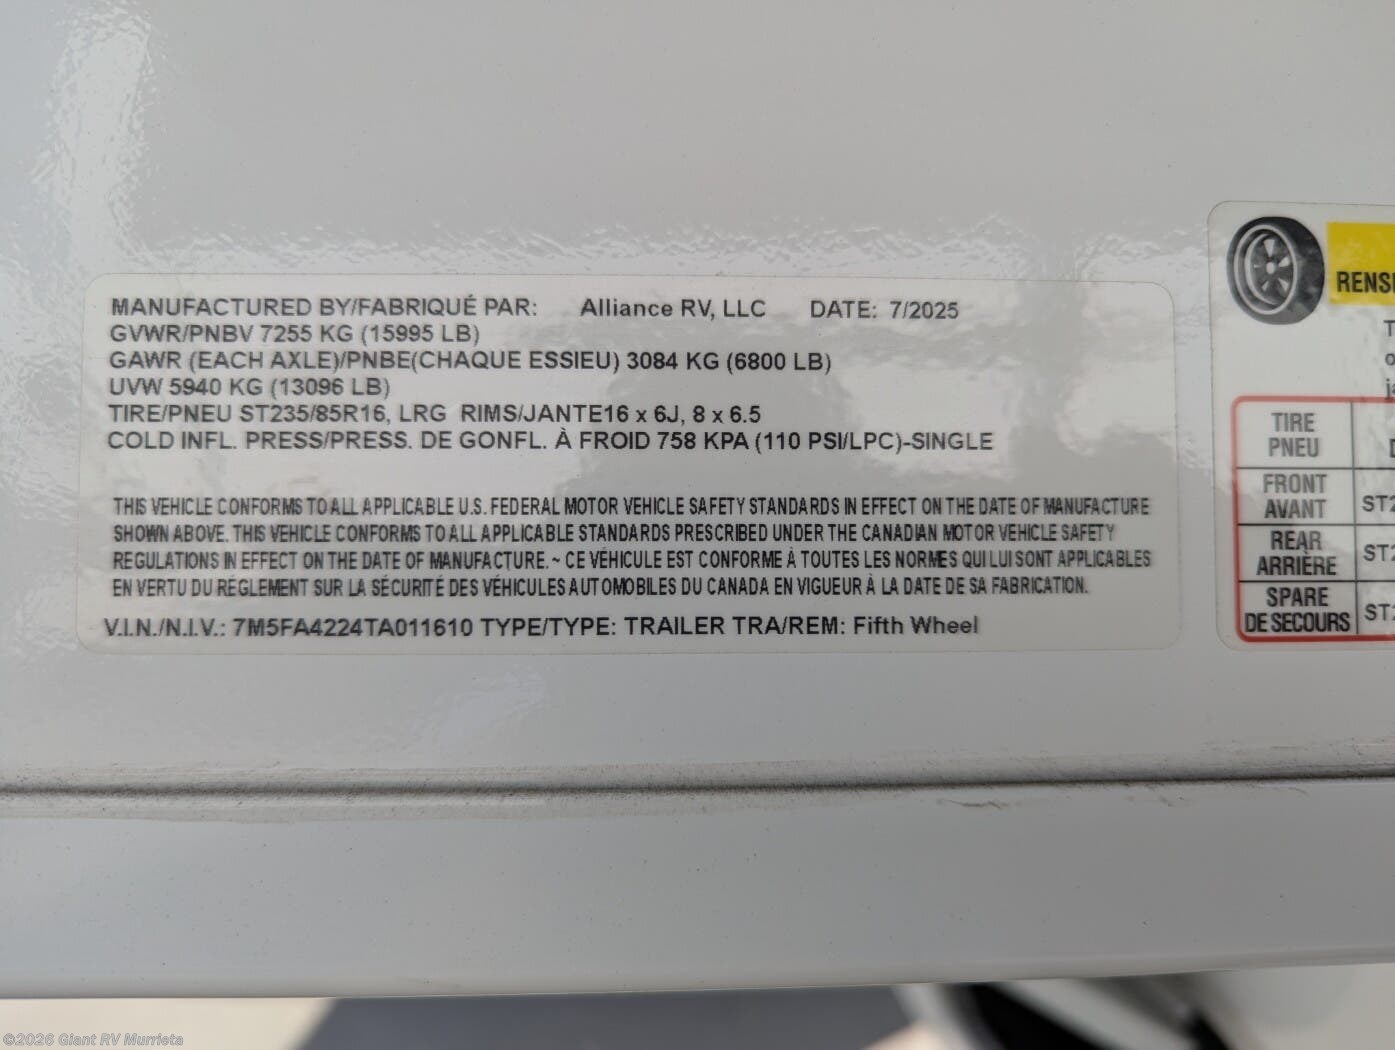 MANUFACTURED BY/FABRIQUÉ PAR: Alliance RV, LLC DATE: 7/2025
GVWR/PNBV 7255 KG (15995 LB)
GAWR (EACH AXLE)/PNBE(CHAQUE ESSIEU) 3084 KG (6800 LB)
UVW 5940 KG (13096 LB)
TIRE/PNEU ST235/85R16, LRG RIMS/JANTE16 x 6J, 8 x 6.5
COLD INFL. PRESS/PRESS. DE GONFL. À FROID 758 KPA (110 PSI/LPC)-SINGLE
THIS VEHICLE CONFORMS TO ALL APPLICABLE U.S. FEDERAL MOTOR VEHICLE SAFETY STANDARDS IN EFFECT ON THE DATE OF MANUFACTURE
SHOWN ABOVE. THIS VEHICLE CONFORMS TO ALL APPLICABLE STANDARDS PRESCRIBED UNDER THE CANADIAN MOTOR VEHICLE SAFETY
REGULATIONS IN EFFECT ON THE DATE OF MANUFACTURE. ~ CE VÉHICULE EST CONFORME À TOUTES LES NORMES QUI LUI SONT APPLICABLES
EN VERTU DU RÉGLEMENT SUR LA SÉCURITÉ DES VÉHICULES AUTOMOBILES DU CANADA EN VIGUEUR À LA DATE DE SA FABRICATION.
V.I.N./N.I.V.: 7M5FA4224TA011610 TYPE/TYPE: TRAILER TRA/REM: Fifth Wheel
TIRE
PNEU
FRONT
AVANT
REAR
ARRIÈRE
SPARE
DE SECOURS
©2026 Giant RV Murrieta